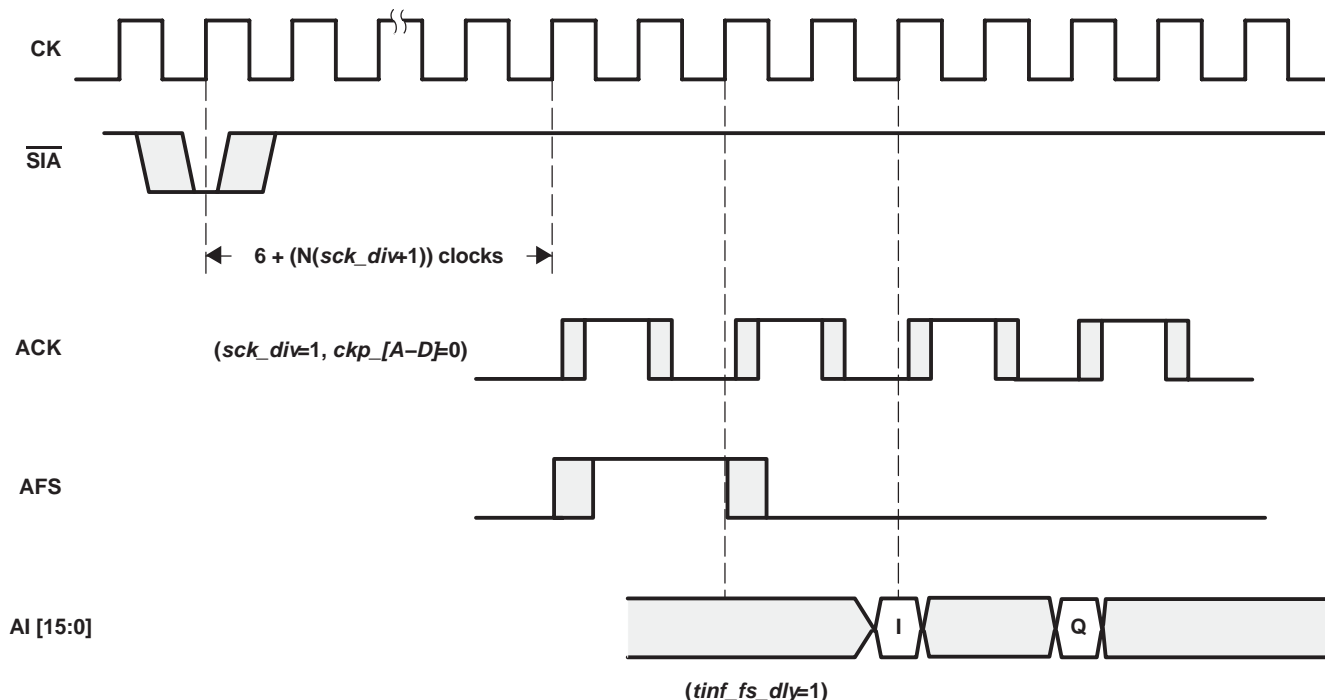 CK
SIA
6 + (N(sck_div+1)) clocks
ACK
(sck_div=1, ckp_[A–D]=0)
AFS
AI [15:0]
I
Q
(tinf_fs_dly=1)